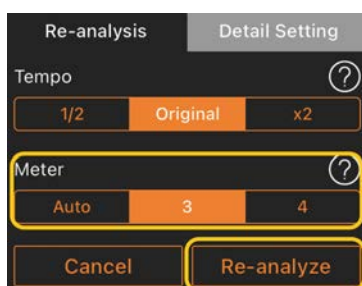 Re-analysis Detail Setting
Tempo ?
1/2 Original x2
Meter ?
Auto 3 4
Cancel Re-analyze